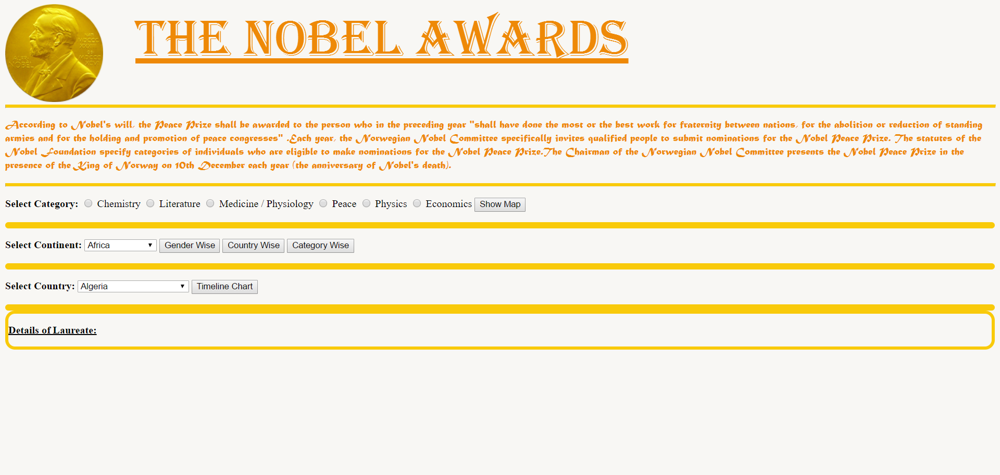 THE NOBEL AWARDS
ALFR.
NOBEL
NAT.
MDCCC
XXXIII
OB.
MDCCC
XCVI
According to Nobel's will, the Peace Prize shall be awarded to the person who in the preceding year "shall have done the most or the best work for fraternity between nations, for the abolition or reduction of standing
armies and for the holding and promotion of peace congresses" .Each year, the Norwegian Nobel Committee specifically invites qualified people to submit nominations for the Nobel Peace Prize. The statutes of the
Nobel Foundation specify categories of individuals who are eligible to make nominations for the Nobel Peace Prize.The Chairman of the Norwegian Nobel Committee presents the Nobel Peace Prize in the
presence of the King of Norway on 10th December each year (the anniversary of Nobel's death).
Select Category: Chemistry Literature Medicine / Physiology Peace Physics Economics Show Map
Select Continent: Africa Gender Wise Country Wise Category Wise
Select Country: Algeria Timeline Chart
Details of Laureate: